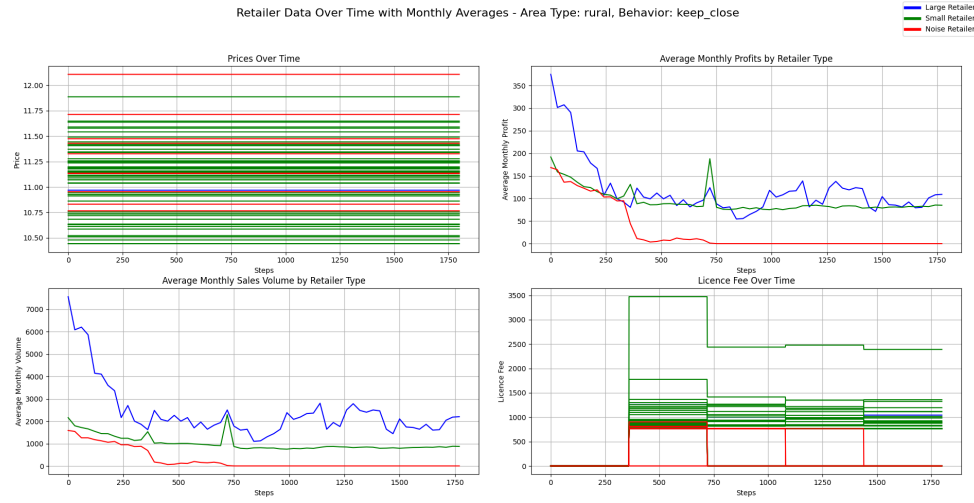 Retailer Data Over Time with Monthly Averages - Area Type: rural, Behavior: keep_close
Large Retailer
Small Retailer
Noise Retailer
Prices Over Time
Price
12.00
11.75
11.50
11.25
11.00
10.75
10.50
0 250 500 750 1000 1250 1500 1750
Steps
Average Monthly Profits by Retailer Type
Average Monthly Profit
350
300
250
200
150
100
50
0
0 250 500 750 1000 1250 1500 1750
Steps
Average Monthly Sales Volume by Retailer Type
Average Monthly Volume
7000
6000
5000
4000
3000
2000
1000
0
0 250 500 750 1000 1250 1500 1750
Steps
Licence Fee Over Time
Licence Fee
3500
3000
2500
2000
1500
1000
500
0
0 250 500 750 1000 1250 1500 1750
Steps